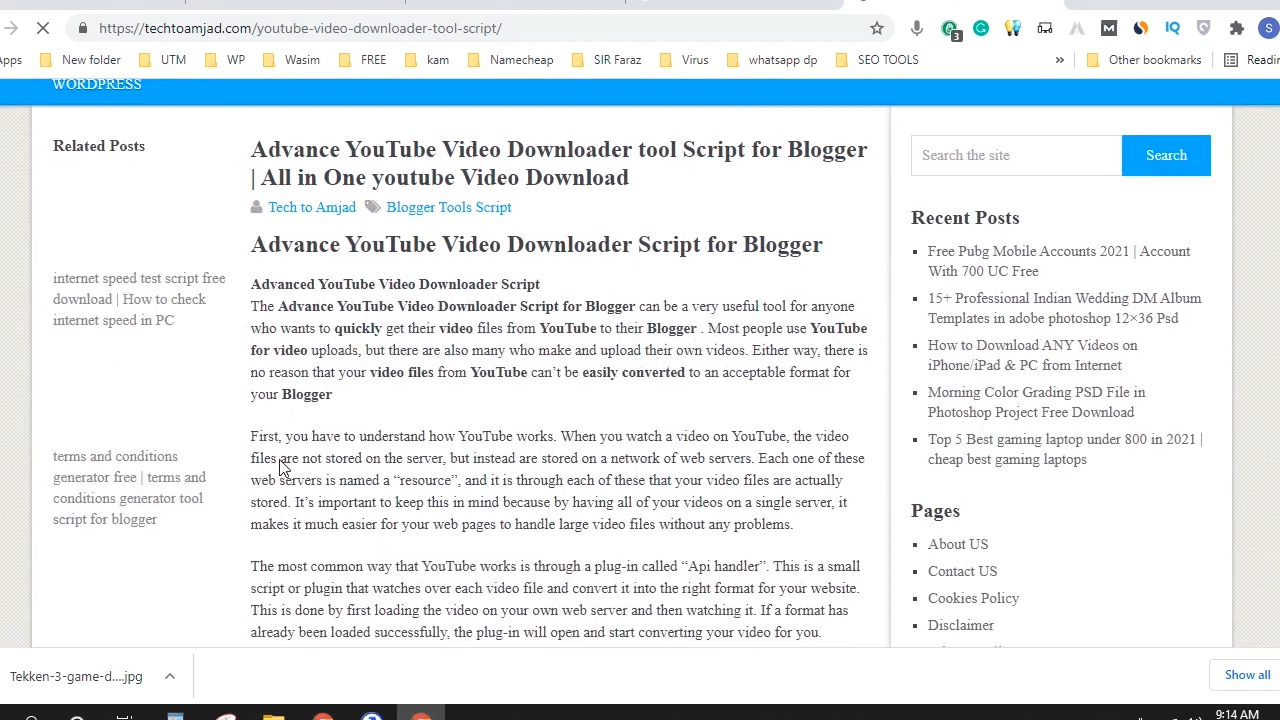 https://techtoamjad.com/youtube-video-downloader-tool-script/
3
S
Apps
New folder
UTM
WP
Wasim
FREE
kam
Namecheap
SIR Faraz
Virus
whatsapp dp
SEO TOOLS
»
Other bookmarks
WORDPRESS
Related Posts
internet speed test script free
download | How to check
internet speed in PC
terms and conditions
generator free | terms and
conditions generator tool
script for blogger
Advance YouTube Video Downloader tool Script for Blogger
| All in One youtube Video Download
Tech to Amjad
Blogger Tools Script
Advance YouTube Video Downloader Script for Blogger
Advanced YouTube Video Downloader Script
The Advance YouTube Video Downloader Script for Blogger can be a very useful tool for anyone
who wants to quickly get their video files from YouTube to their Blogger . Most people use YouTube
for video uploads, but there are also many who make and upload their own videos. Either way, there is
no reason that your video files from YouTube can’t be easily converted to an acceptable format for
your Blogger
First, you have to understand how YouTube works. When you watch a video on YouTube, the video
files are not stored on the server, but instead are stored on a network of web servers. Each one of these
web servers is named a “resource”, and it is through each of these that your video files are actually
stored. It’s important to keep this in mind because by having all of your videos on a single server, it
makes it much easier for your web pages to handle large video files without any problems.
The most common way that YouTube works is through a plug-in called “Api handler”. This is a small
script or plugin that watches over each video file and convert it into the right format for your website.
This is done by first loading the video on your own web server and then watching it. If a format has
already been loaded successfully, the plug-in will open and start converting your video for you.
Search the site
Search
Recent Posts
Free Pubg Mobile Accounts 2021 | Account
With 700 UC Free
15+ Professional Indian Wedding DM Album
Templates in adobe photoshop 12×36 Psd
How to Download ANY Videos on
iPhone/iPad & PC from Internet
Morning Color Grading PSD File in
Photoshop Project Free Download
Top 5 Best gaming laptop under 800 in 2021 |
cheap best gaming laptops
Pages
About US
Contact US
Cookies Policy
Disclaimer
Tekken-3-game-d....jpg
Show all
9:14 AM